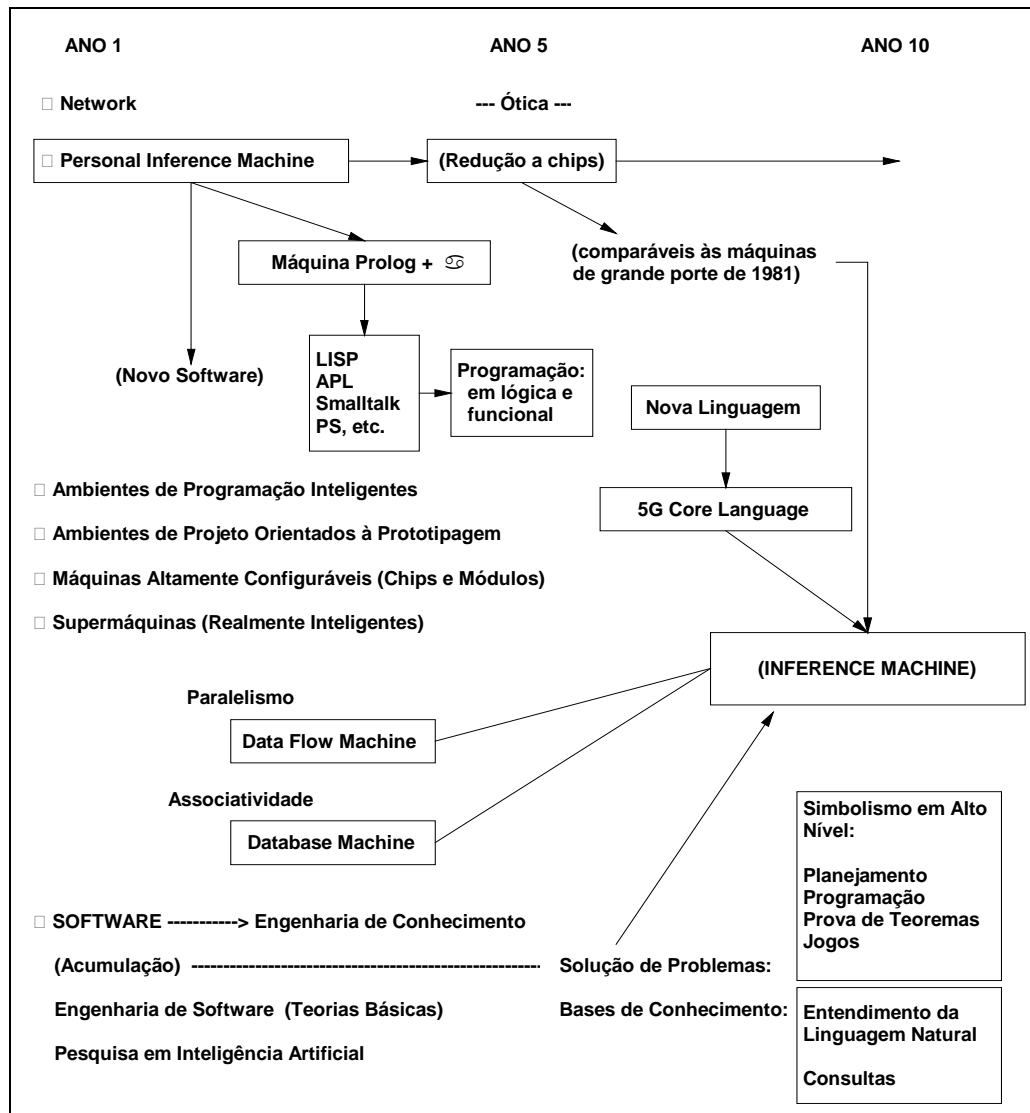 ANO 1 ANO 5 ANO 10
□ Network --- Ótica ---
□ Personal Inference Machine (Redução a chips)
Máquina Prolog + ♋
(comparáveis às máquinas
de grande porte de 1981)
(Novo Software)
LISP
APL
Smalltalk
PS, etc.
Programação:
em lógica e
funcional
Nova Linguagem
5G Core Language
□ Ambientes de Programação Inteligentes
□ Ambientes de Projeto Orientados à Prototipagem
□ Máquinas Altamente Configuráveis (Chips e Módulos)
□ Supermáquinas (Realmente Inteligentes)
(INFERENCE MACHINE)
Paralelismo
Data Flow Machine
Associatividade
Database Machine
Simbolismo em Alto
Nível:
Planejamento
Programação
Prova de Teoremas
Jogos
□ SOFTWARE -----------> Engenharia de Conhecimento
(Acumulação) --------------------------------------------------- Solução de Problemas:
Engenharia de Software (Teorias Básicas) Bases de Conhecimento:
Entendimento da
Linguagem Natural
Consultas
Pesquisa em Inteligência Artificial